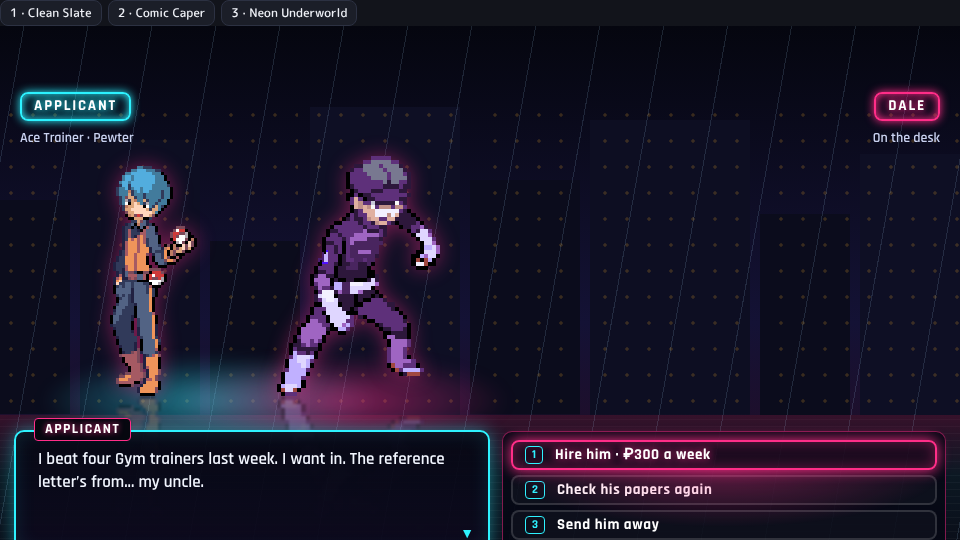 1 · Clean Slate
2 · Comic Caper
3 · Neon Underworld
APPLICANT
Ace Trainer · Pewter
DALE
On the desk
APPLICANT
I beat four Gym trainers last week. I want in. The reference
letter's from... my uncle.
1 Hire him · ₽300 a week
2 Check his papers again
3 Send him away